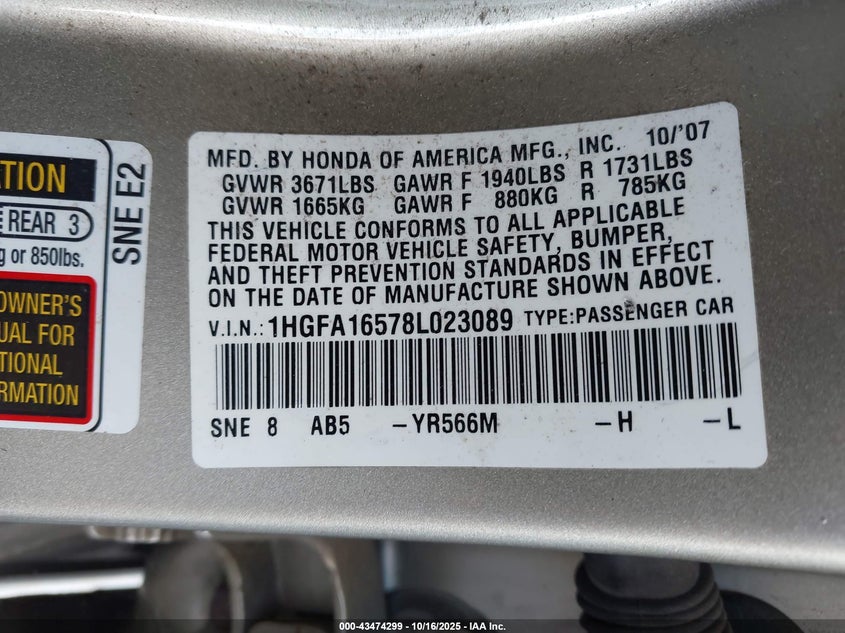 ATION
REAR 3
g or 850lbs.
OWNER'S
UAL FOR
TIONAL
FORMATION
SNE E2
MFD. BY HONDA OF AMERICA MFG., INC. 10/'07
GVWR 3671LBS GAWR F 1940LBS R 1731LBS
GVWR 1665KG GAWR F 880KG R 785KG
THIS VEHICLE CONFORMS TO ALL APPLICABLE
FEDERAL MOTOR VEHICLE SAFETY, BUMPER,
AND THEFT PREVENTION STANDARDS IN EFFECT
ON THE DATE OF MANUFACTURE SHOWN ABOVE.
V.I.N.: 1HGFA16578L023089 TYPE:PASSENGER CAR
SNE 8 AB5 -YR566M -H -L
000-43474299 - 10/16/2025 - IAA Inc.